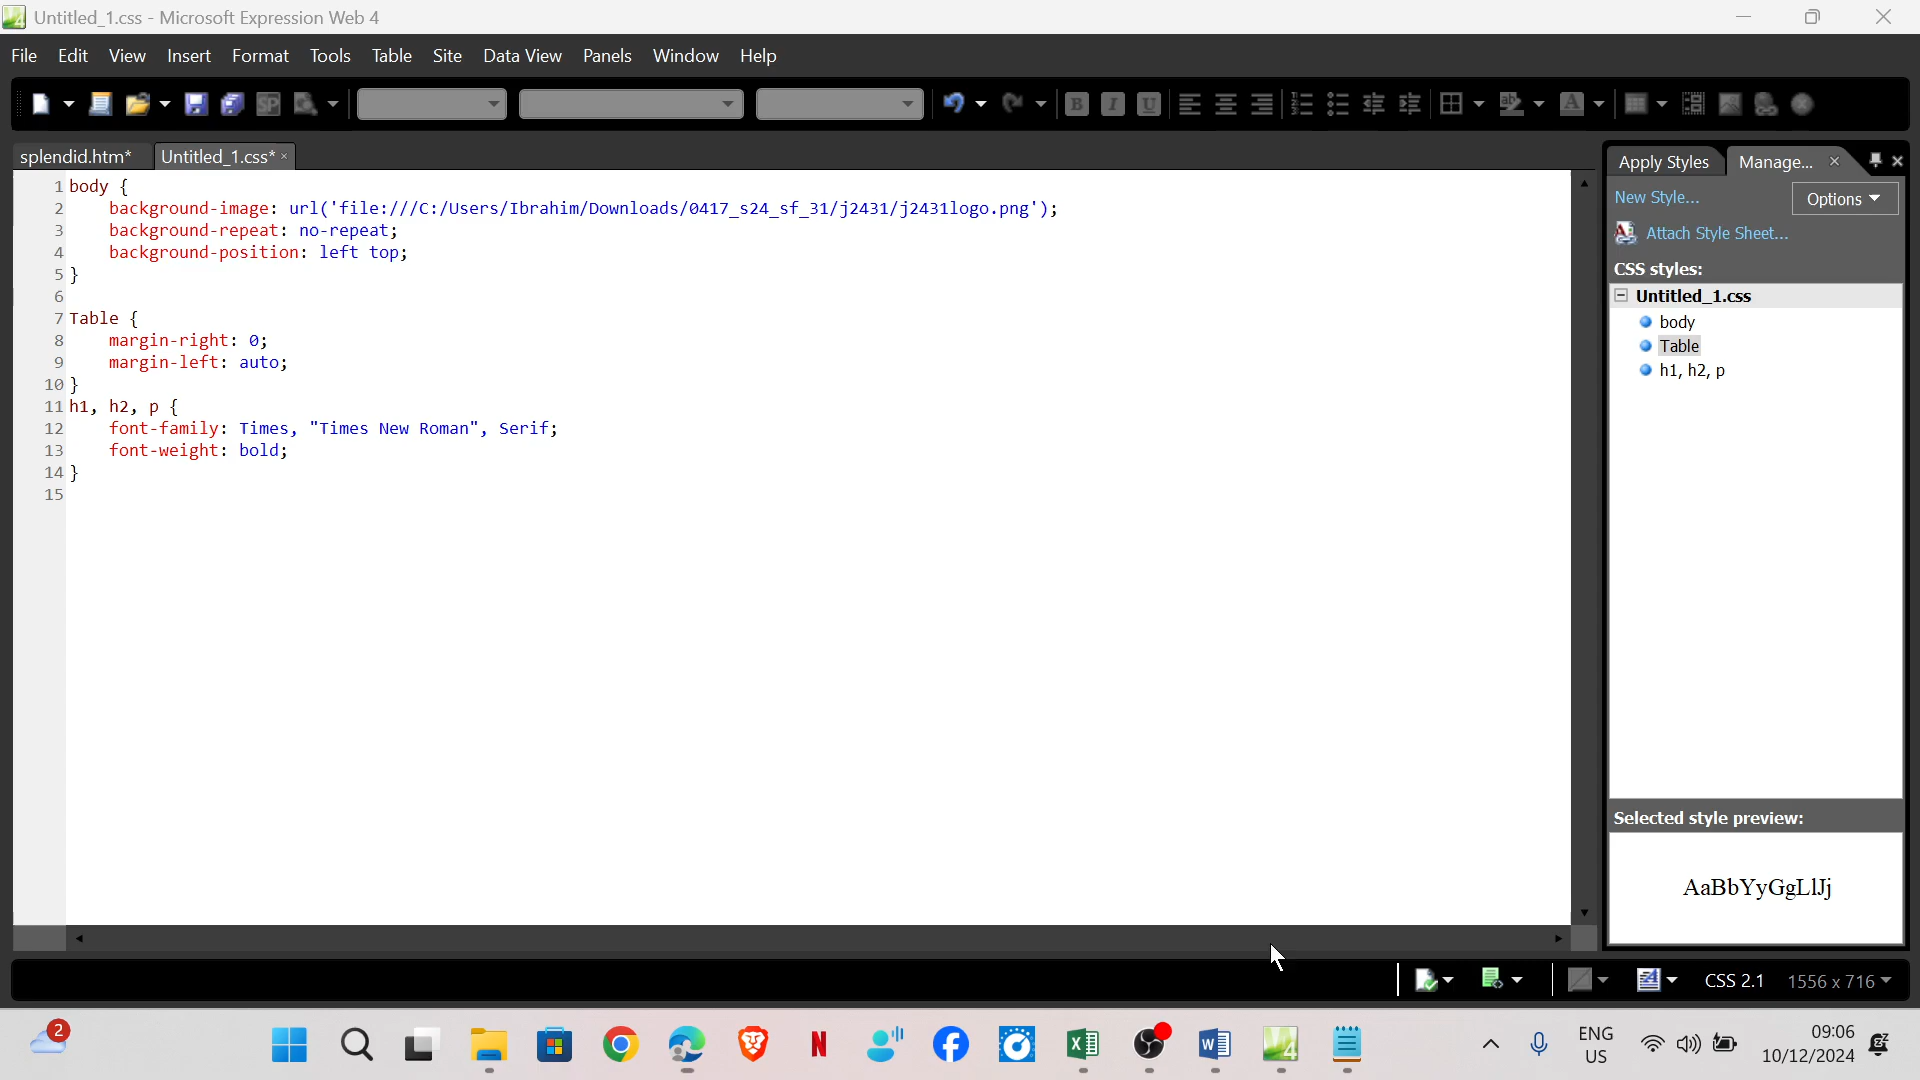 Untitled_1.css - Microsoft Expression Web 4
File Edit View Insert Format Tools Table Site Data View Panels Window Help
splendid.htm* Untitled_1.css*
1 body {
2 background-image: url('file:///C:/Users/Ibrahim/Downloads/0417_s24_sf_31/j2431/j2431logo.png');
3 background-repeat: no-repeat;
4 background-position: left top;
5 }
6
7 Table {
8 margin-right: 0;
9 margin-left: auto;
10 }
11 h1, h2, p {
12 font-family: Times, "Times New Roman", Serif;
13 font-weight: bold;
14 }
15
Apply Styles Manage...
New Style... Options
Attach Style Sheet...
CSS styles:
Untitled_1.css
body
Table
h1, h2, p
Selected style preview:
AaBbYyGgLlJj
CSS 2.1 1556 x 716
2
ENG
US
09:06
10/12/2024